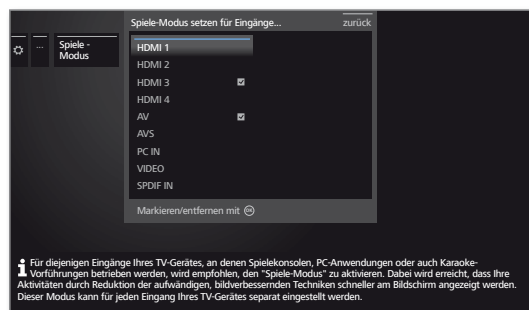 Spiele-Modus setzen für Eingänge...
zurück
...
Spiele -
Modus
HDMI 1
HDMI 2
HDMI 3
HDMI 4
AV
AVS
PC IN
VIDEO
SPDIF IN
Markieren/entfernen mit OK
Für diejenigen Eingänge Ihres TV-Gerätes, an denen Spielekonsolen, PC-Anwendungen oder auch Karaoke-
Vorführungen betrieben werden, wird empfohlen, den "Spiele-Modus" zu aktivieren. Dabei wird erreicht, dass Ihre
Aktivitäten durch Reduktion der aufwändigen, bildverbessernden Techniken schneller am Bildschirm angezeigt werden.
Dieser Modus kann für jeden Eingang Ihres TV-Gerätes separat eingestellt werden.